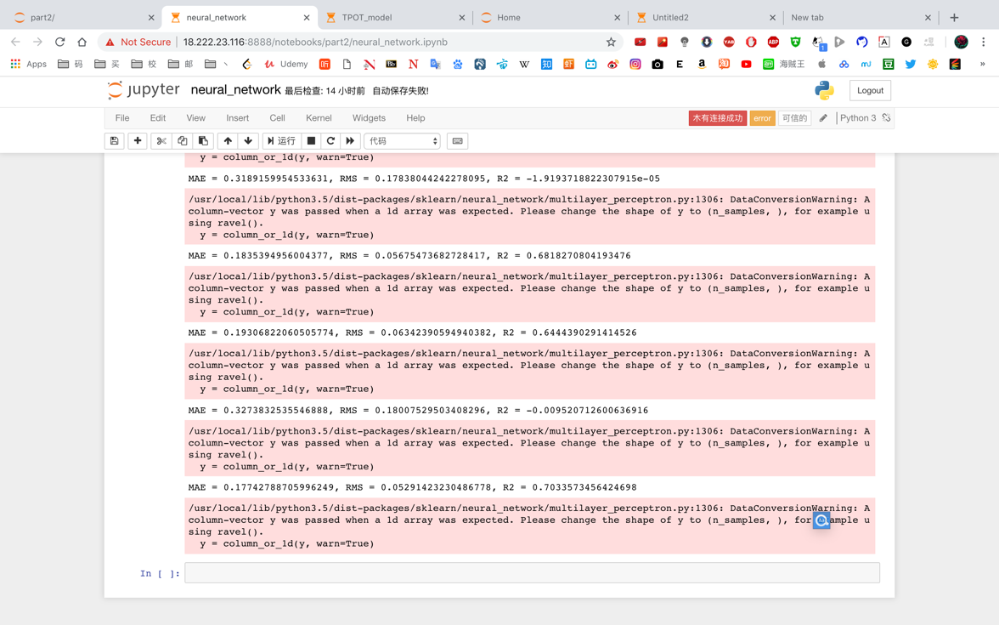 part2/
neural_network
TPOT_model
Home
Untitled2
New tab
Not Secure | 18.222.23.116:8888/notebooks/part2/neural_network.ipynb
YAR
ABP
1
A
G
Apps
码
买
校
邮
Udemy
听
Bb
N
W
知
虾
E
a
淘
海贼王
豆
»
jupyter neural_network 最后检查: 14 小时前 自动保存失败!
Logout
File Edit View Insert Cell Kernel Widgets Help
木有连接成功 error 可信的 Python 3
运行 代码
y = column_or_1d(y, warn=True)
MAE = 0.3189159954533631, RMS = 0.17838044242278095, R2 = -1.9193718822307915e-05
/usr/local/lib/python3.5/dist-packages/sklearn/neural_network/multilayer_perceptron.py:1306: DataConversionWarning: A
column-vector y was passed when a 1d array was expected. Please change the shape of y to (n_samples, ), for example u
sing ravel().
y = column_or_1d(y, warn=True)
MAE = 0.1835394956004377, RMS = 0.05675473682728417, R2 = 0.6818270804193476
/usr/local/lib/python3.5/dist-packages/sklearn/neural_network/multilayer_perceptron.py:1306: DataConversionWarning: A
column-vector y was passed when a 1d array was expected. Please change the shape of y to (n_samples, ), for example u
sing ravel().
y = column_or_1d(y, warn=True)
MAE = 0.19306822060505774, RMS = 0.06342390594940382, R2 = 0.6444390291414526
/usr/local/lib/python3.5/dist-packages/sklearn/neural_network/multilayer_perceptron.py:1306: DataConversionWarning: A
column-vector y was passed when a 1d array was expected. Please change the shape of y to (n_samples, ), for example u
sing ravel().
y = column_or_1d(y, warn=True)
MAE = 0.3273832535546888, RMS = 0.18007529503408296, R2 = -0.009520712600636916
/usr/local/lib/python3.5/dist-packages/sklearn/neural_network/multilayer_perceptron.py:1306: DataConversionWarning: A
column-vector y was passed when a 1d array was expected. Please change the shape of y to (n_samples, ), for example u
sing ravel().
y = column_or_1d(y, warn=True)
MAE = 0.17742788705996249, RMS = 0.05291423230486778, R2 = 0.7033573456424698
/usr/local/lib/python3.5/dist-packages/sklearn/neural_network/multilayer_perceptron.py:1306: DataConversionWarning: A
column-vector y was passed when a 1d array was expected. Please change the shape of y to (n_samples, ), for ample u
sing ravel().
y = column_or_1d(y, warn=True)
In [ ]: